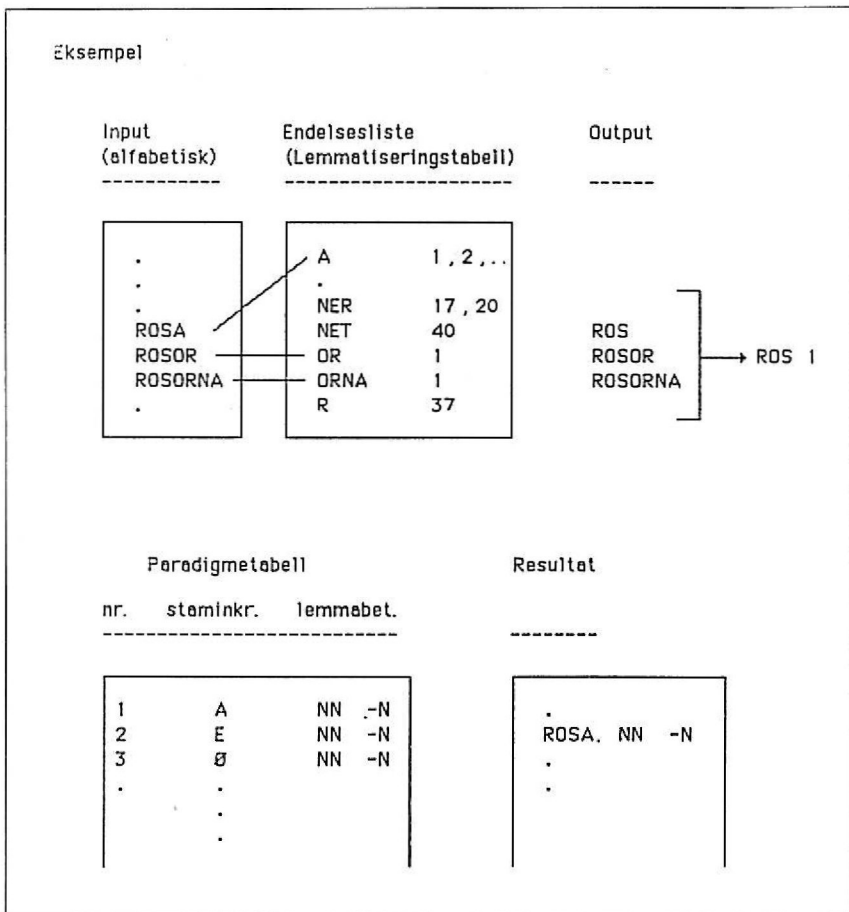 Eksempel
Input Endelsesliste Output
(alfabetisk) (Lemmatiseringstabell)
----------- --------------------- ------
. A 1 , 2 , ..
. .
. NER 17 , 20
ROSA NET 40 ROS
ROSOR OR 1 ROSOR → ROS 1
ROSORNA ORNA 1 ROSORNA
. R 37
Paradigmetabell Resultat
nr. staminkr. lemmabet.
--------------------------- --------
1 A NN .-N .
2 E NN -N ROSA. NN -N
3 Ø NN -N .
. . .
.
.